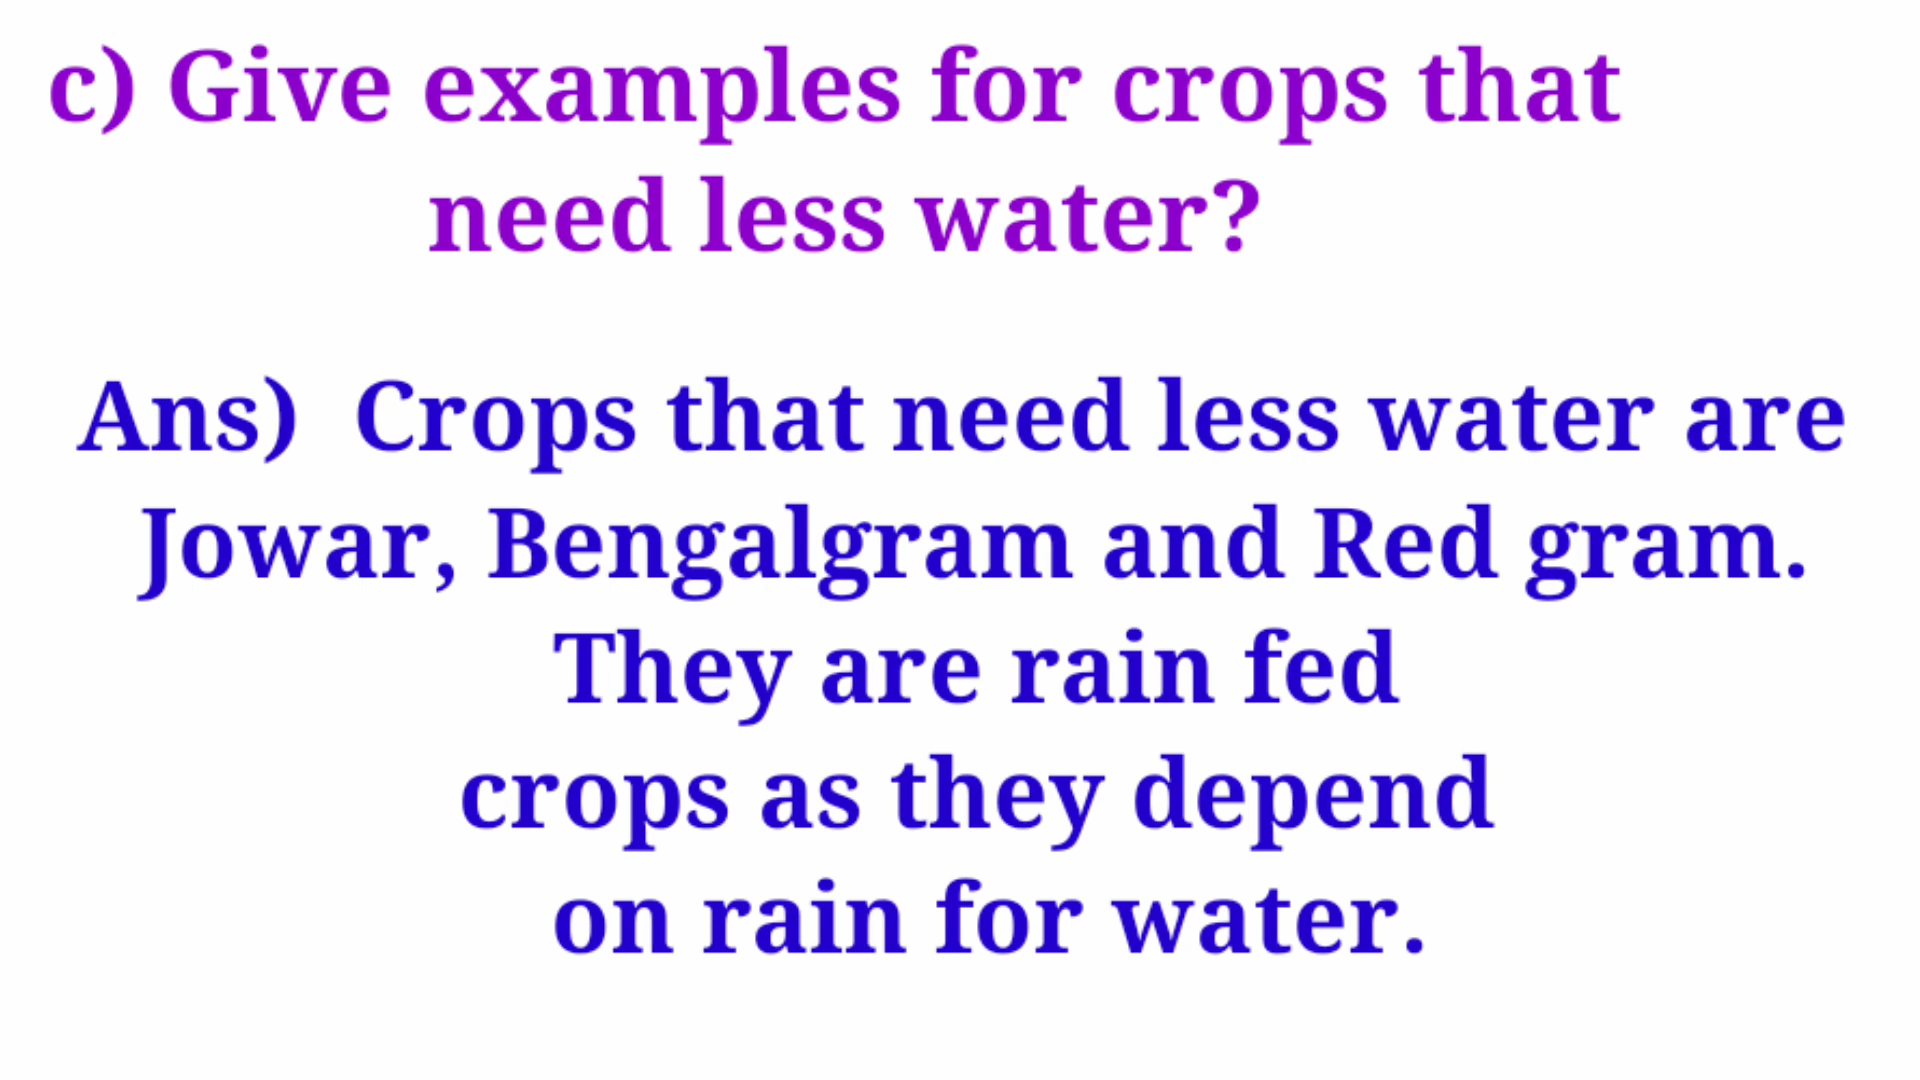 c) Give examples for crops that
need less water?
Ans) Crops that need less water are
Jowar, Bengalgram and Red gram.
They are rain fed
crops as they depend
on rain for water.